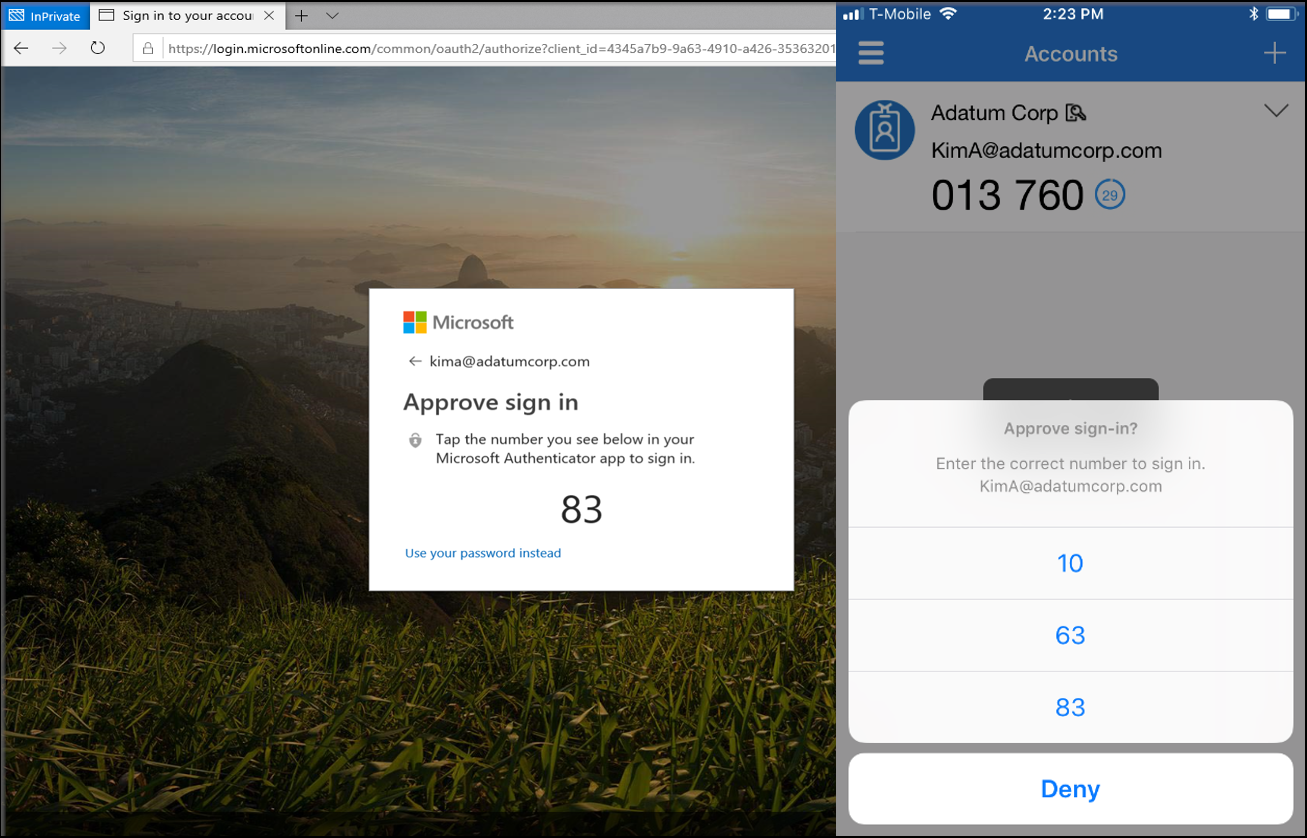 InPrivate
Sign in to your accou
https://login.microsoftonline.com/common/oauth2/authorize?client_id=4345a7b9-9a63-4910-a426-35363201
Microsoft
kima@adatumcorp.com
Approve sign in
Tap the number you see below in your
Microsoft Authenticator app to sign in.
83
Use your password instead
T-Mobile 2:23 PM
Accounts
Adatum Corp
KimA@adatumcorp.com
013 760 29
Approve sign-in?
Enter the correct number to sign in.
KimA@adatumcorp.com
10
63
83
Deny